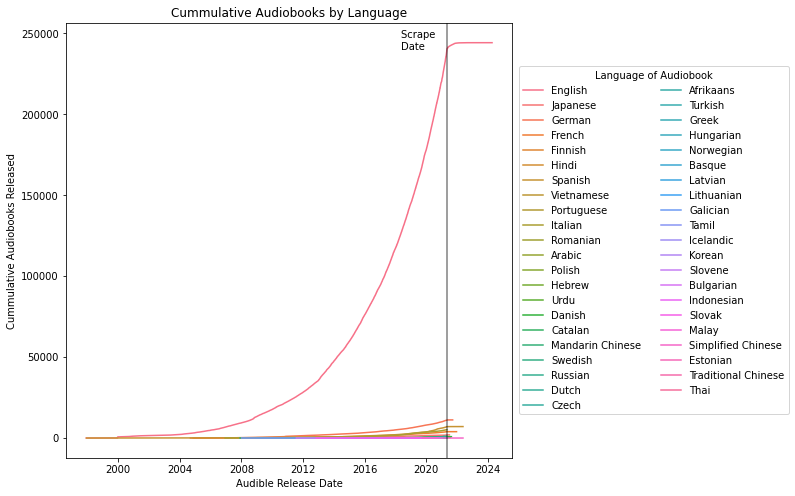 Cummulative Audiobooks by Language
Scrape
Date
250000
200000
150000
100000
50000
0
Cummulative Audiobooks Released
2000
2004
2008
2012
2016
2020
2024
Audible Release Date
Language of Audiobook
English
Japanese
German
French
Finnish
Hindi
Spanish
Vietnamese
Portuguese
Italian
Romanian
Arabic
Polish
Hebrew
Urdu
Danish
Catalan
Mandarin Chinese
Swedish
Russian
Dutch
Czech
Afrikaans
Turkish
Greek
Hungarian
Norwegian
Basque
Latvian
Lithuanian
Galician
Tamil
Icelandic
Korean
Slovene
Bulgarian
Indonesian
Slovak
Malay
Simplified Chinese
Estonian
Traditional Chinese
Thai